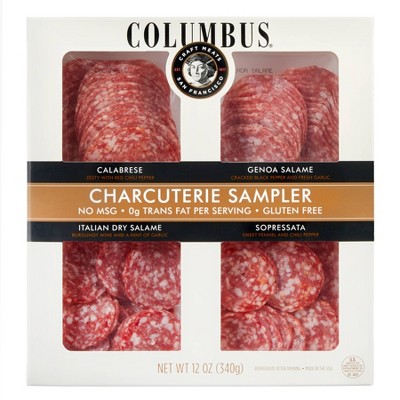 COLUMBUS®
CRAFT MEATS
SAN FRANCISCO
CALABRESE
ZESTY WITH RED CHILI PEPPER
GENOA SALAME
CRACKED BLACK PEPPER AND FRESH GARLIC
CHARCUTERIE SAMPLER
NO MSG • 0g TRANS FAT PER SERVING • GLUTEN FREE
ITALIAN DRY SALAME
BURGUNDY WINE AND A HINT OF GARLIC
SOPRESSATA
SWEET FENNEL AND CHILI PEPPER
NET WT 12 OZ (340g)